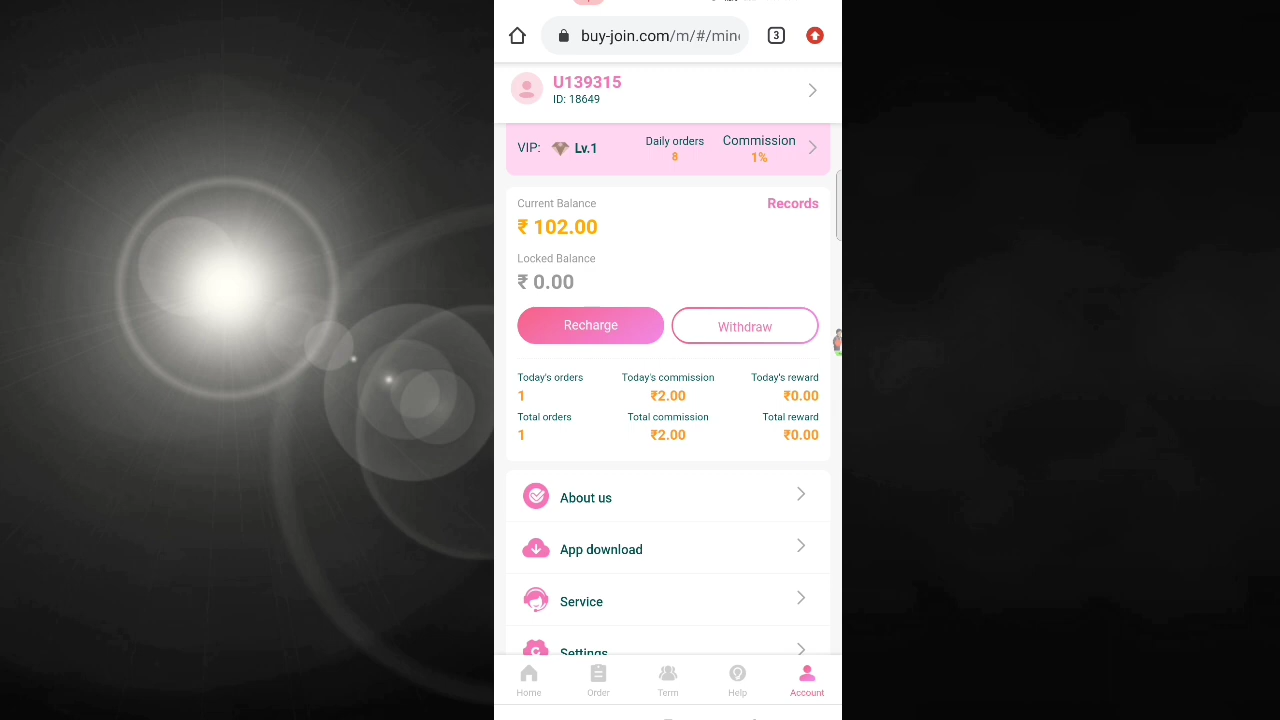 buy-join.com/m/#/min
3
U139315
ID: 18649
VIP: Lv.1
Daily orders
8
Commission
1%
Current Balance
Records
₹ 102.00
Locked Balance
₹ 0.00
Recharge
Withdraw
Today's orders Today's commission Today's reward
1 ₹2.00 ₹0.00
Total orders Total commission Total reward
1 ₹2.00 ₹0.00
About us
App download
Service
Settings
Home Order Term Help Account